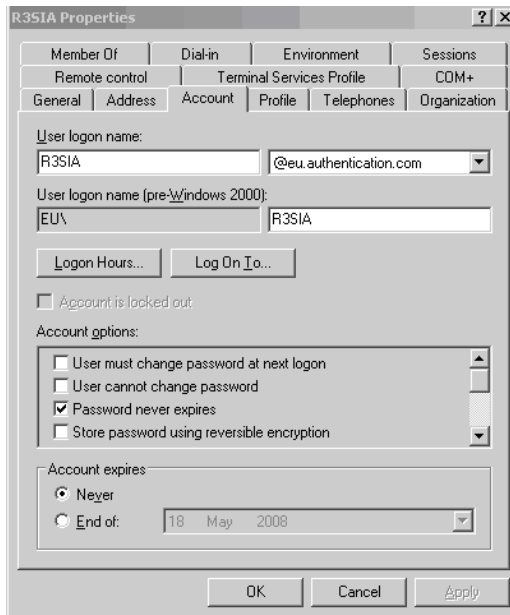 R3SIA Properties
Member Of Dial-in Environment Sessions
Remote control Terminal Services Profile COM+
General Address Account Profile Telephones Organization
User logon name:
R3SIA @eu.authentication.com
User logon name (pre-Windows 2000):
EU\ R3SIA
Logon Hours... Log On To...
Account is locked out
Account options:
User must change password at next logon
User cannot change password
Password never expires
Store password using reversible encryption
Account expires
Never
End of: 18 May 2008
OK Cancel Apply